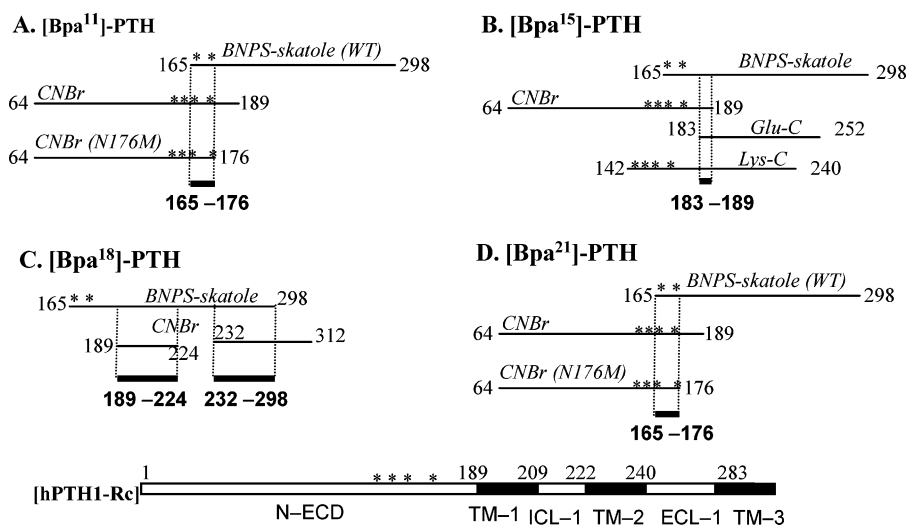 A. [Bpa11]-PTH
* * BNPS-skatole (WT)
165 298
CNBr
64 *** * 189
CNBr (N176M)
64 *** * 176
165 –176
B. [Bpa15]-PTH
165 * * BNPS-skatole 298
CNBr
64 *** * 189
183 Glu-C 252
142 *** * Lys-C 240
183 –189
C. [Bpa18]-PTH
165 * * BNPS-skatole 298
CNBr 232 312
189 224
189 –224 232 –298
D. [Bpa21]-PTH
* * BNPS-skatole (WT)
165 298
CNBr
64 *** * 189
CNBr (N176M)
64 *** * 176
165 –176
1 * * * * 189 209 222 240 283
[hPTH1-Rc]
N–ECD TM–1 ICL–1 TM–2 ECL–1 TM–3